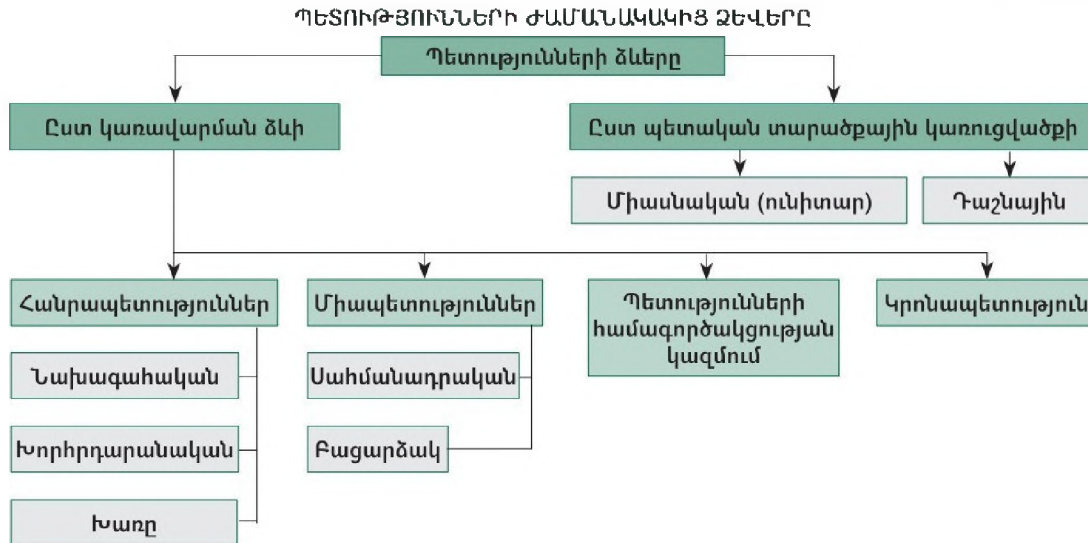 ՊԵՏՈՒԹՅՈՒՆՆԵՐԻ ԺԱՄԱՆԱԿԱԿԻՑ ՁԵՎԵՐԸ
Պետությունների ձևերը
Ըստ կառավարման ձևի
Ըստ պետական տարածքային կառուցվածքի
Միասնական (ունիտար)
Դաշնային
Հանրապետություններ
Միապետություններ
Պետությունների
համագործակցության
կազմում
Կրոնապետություն
Նախագահական
Խորհրդարանական
Խառը
Սահմանադրական
Բացարձակ